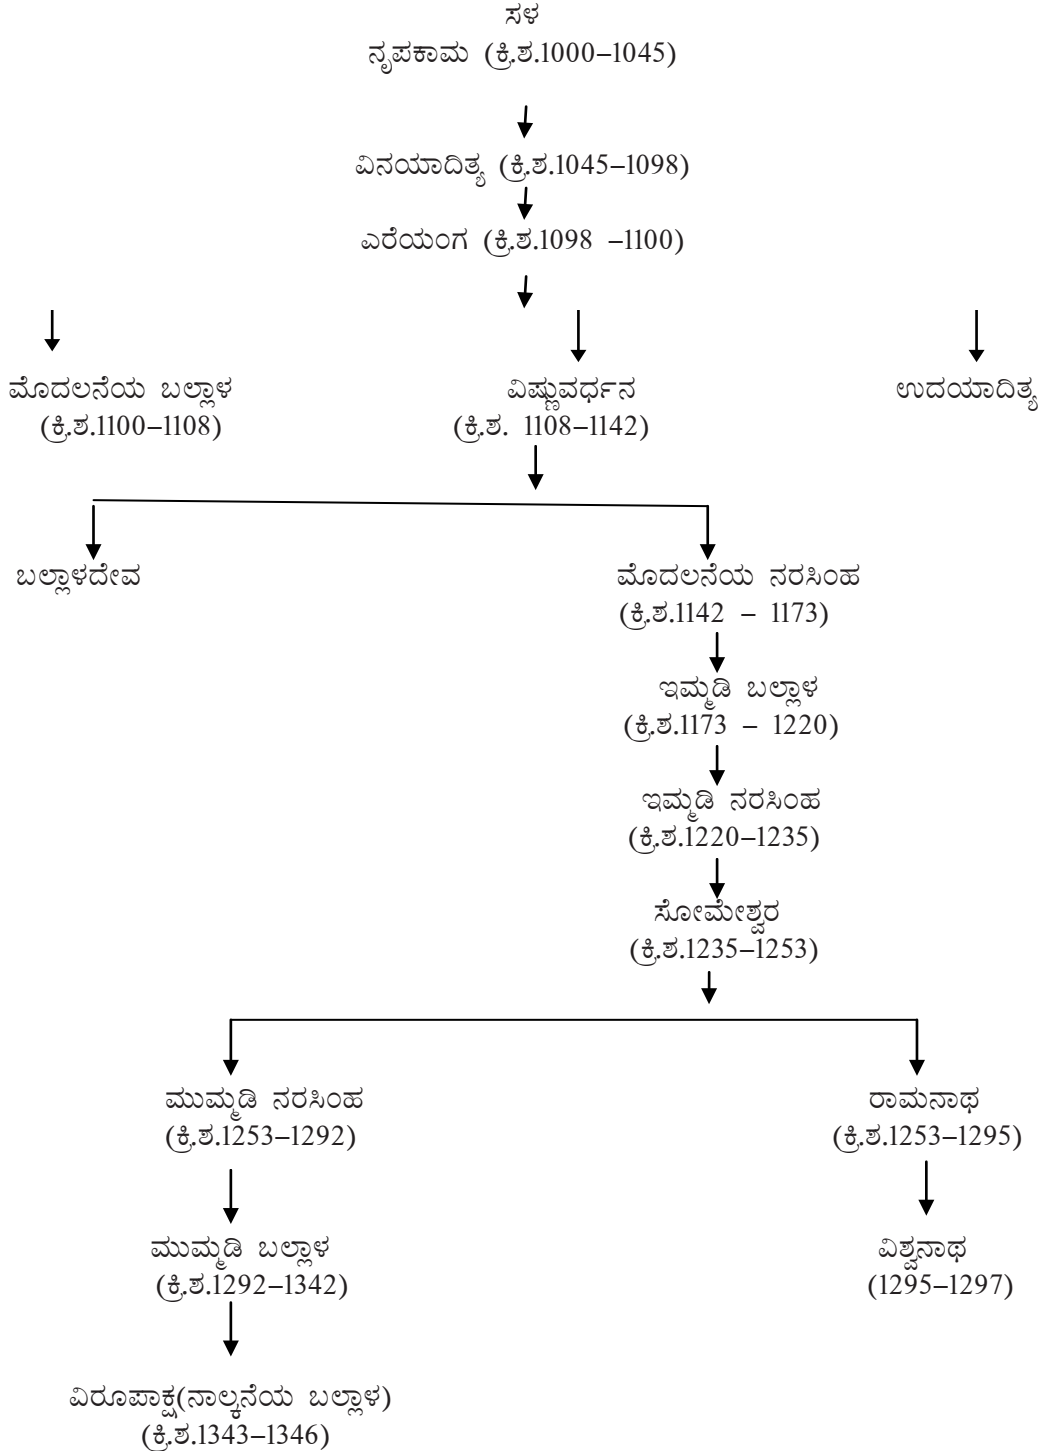 ಸಳ
ನೃಪಕಾಮ (ಕ್ರಿ.ಶ.1000–1045)
ವಿನಯಾದಿತ್ಯ (ಕ್ರಿ.ಶ.1045–1098)
ಎರೆಯಂಗ (ಕ್ರಿ.ಶ.1098 –1100)
ಮೊದಲನೆಯ ಬಲ್ಲಾಳ ವಿಷ್ಣುವರ್ಧನ ಉದಯಾದಿತ್ಯ
(ಕ್ರಿ.ಶ.1100–1108) (ಕ್ರಿ.ಶ. 1108–1142)
ಬಲ್ಲಾಳದೇವ ಮೊದಲನೆಯ ನರಸಿಂಹ
(ಕ್ರಿ.ಶ.1142 – 1173)
ಇಮ್ಮಡಿ ಬಲ್ಲಾಳ
(ಕ್ರಿ.ಶ.1173 – 1220)
ಇಮ್ಮಡಿ ನರಸಿಂಹ
(ಕ್ರಿ.ಶ.1220–1235)
ಸೋಮೇಶ್ವರ
(ಕ್ರಿ.ಶ.1235–1253)
ಮುಮ್ಮಡಿ ನರಸಿಂಹ ರಾಮನಾಥ
(ಕ್ರಿ.ಶ.1253–1292) (ಕ್ರಿ.ಶ.1253–1295)
ಮುಮ್ಮಡಿ ಬಲ್ಲಾಳ ವಿಶ್ವನಾಥ
(ಕ್ರಿ.ಶ.1292–1342) (1295–1297)
ವಿರೂಪಾಕ್ಷ(ನಾಲ್ಕನೆಯ ಬಲ್ಲಾಳ)
(ಕ್ರಿ.ಶ.1343–1346)